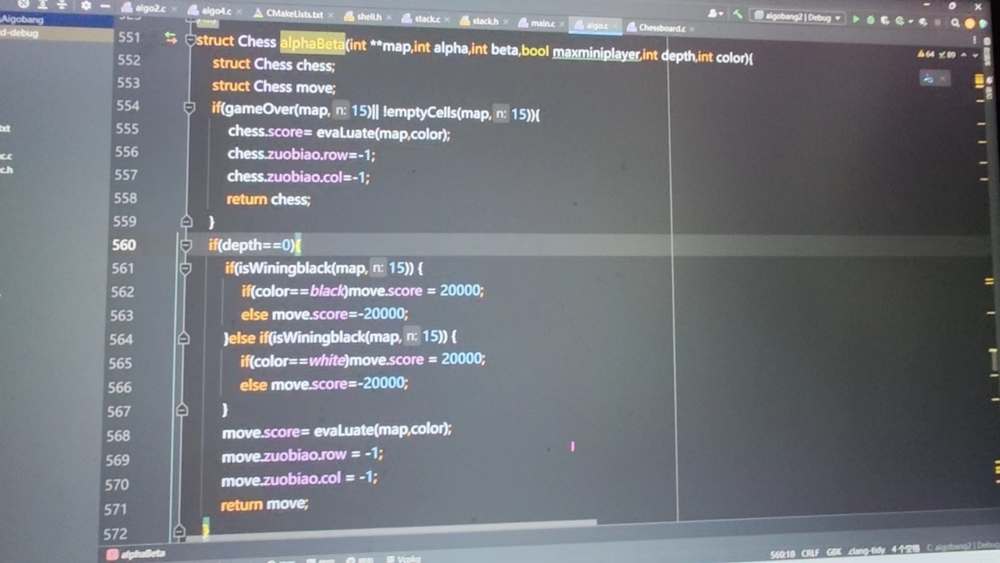 algo2.c × algo4.c × CMakeLists.txt × shell.h × stack.c × stack.h × main.c × algo.c × Chessboard.c × algobang2 | Debug
Algobang
d-debug
551 struct Chess alphaBeta(int **map,int alpha,int beta,bool maxminiplayer,int depth,int color){
64 89
552 struct Chess chess;
553 struct Chess move;
554 if(gameOver(map, n: 15)|| !emptyCells(map, n: 15)){
555 chess.score= evaLuate(map,color);
txt
556 chess.zuobiao.row=-1;
c.c
557 chess.zuobiao.col=-1;
c.h
558 return chess;
559 }
560 if(depth==0){
561 if(isWiningblack(map, n: 15)) {
562 if(color==black)move.score = 20000;
563 else move.score=-20000;
564 }else if(isWiningblack(map, n: 15)) {
565 if(color==white)move.score = 20000;
566 else move.score=-20000;
567 }
568 move.score= evaLuate(map,color);
569 move.zuobiao.row = -1;
570 move.zuobiao.col = -1;
571 return move;
572 }
alphaBeta
Vcpkg
560:18 CRLF GBK .clang-tidy 4个空格 C: algobang2 | Debug